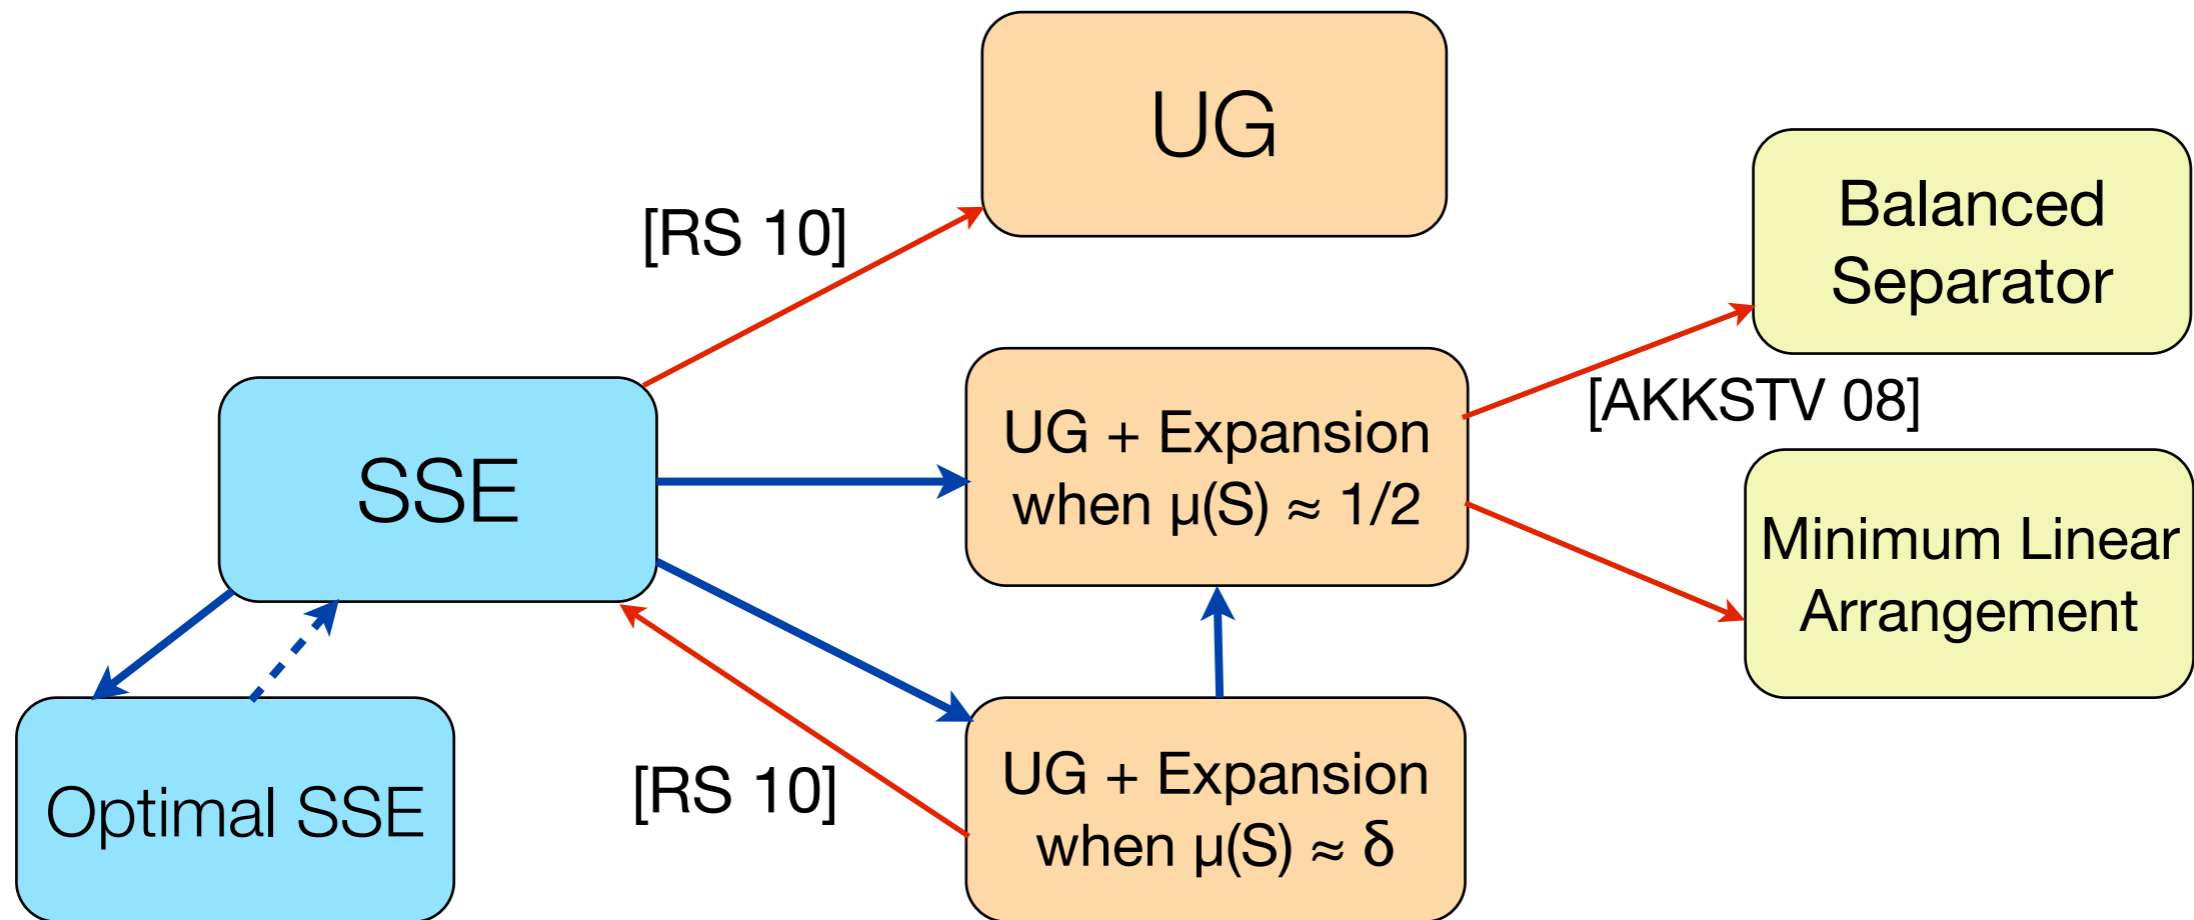 UG
[RS 10]
Balanced
Separator
[AKKSTV 08]
UG + Expansion
when μ(S) ≈ 1/2
SSE
Minimum Linear
Arrangement
[RS 10]
UG + Expansion
when μ(S) ≈ δ
Optimal SSE